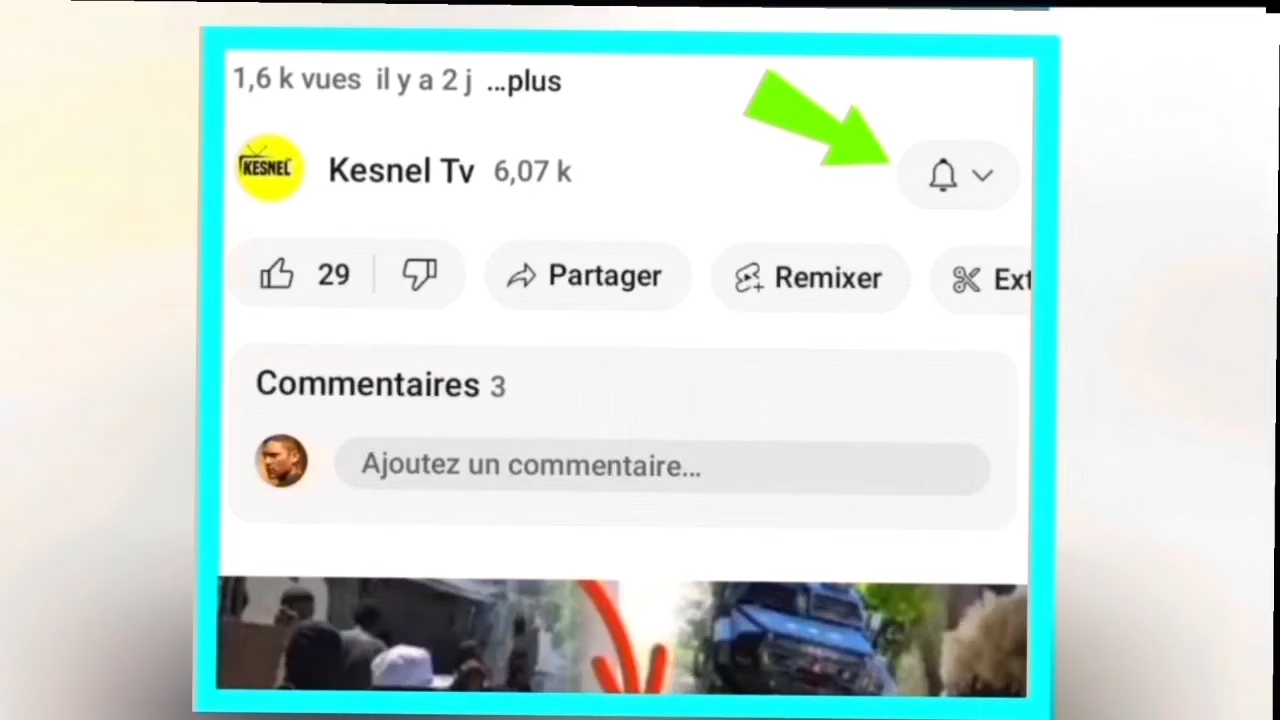 1,6 k vues il y a 2 j ...plus
KESNEL
Kesnel Tv 6,07 k
29
Partager
Remixer
Ext
Commentaires 3
Ajoutez un commentaire...